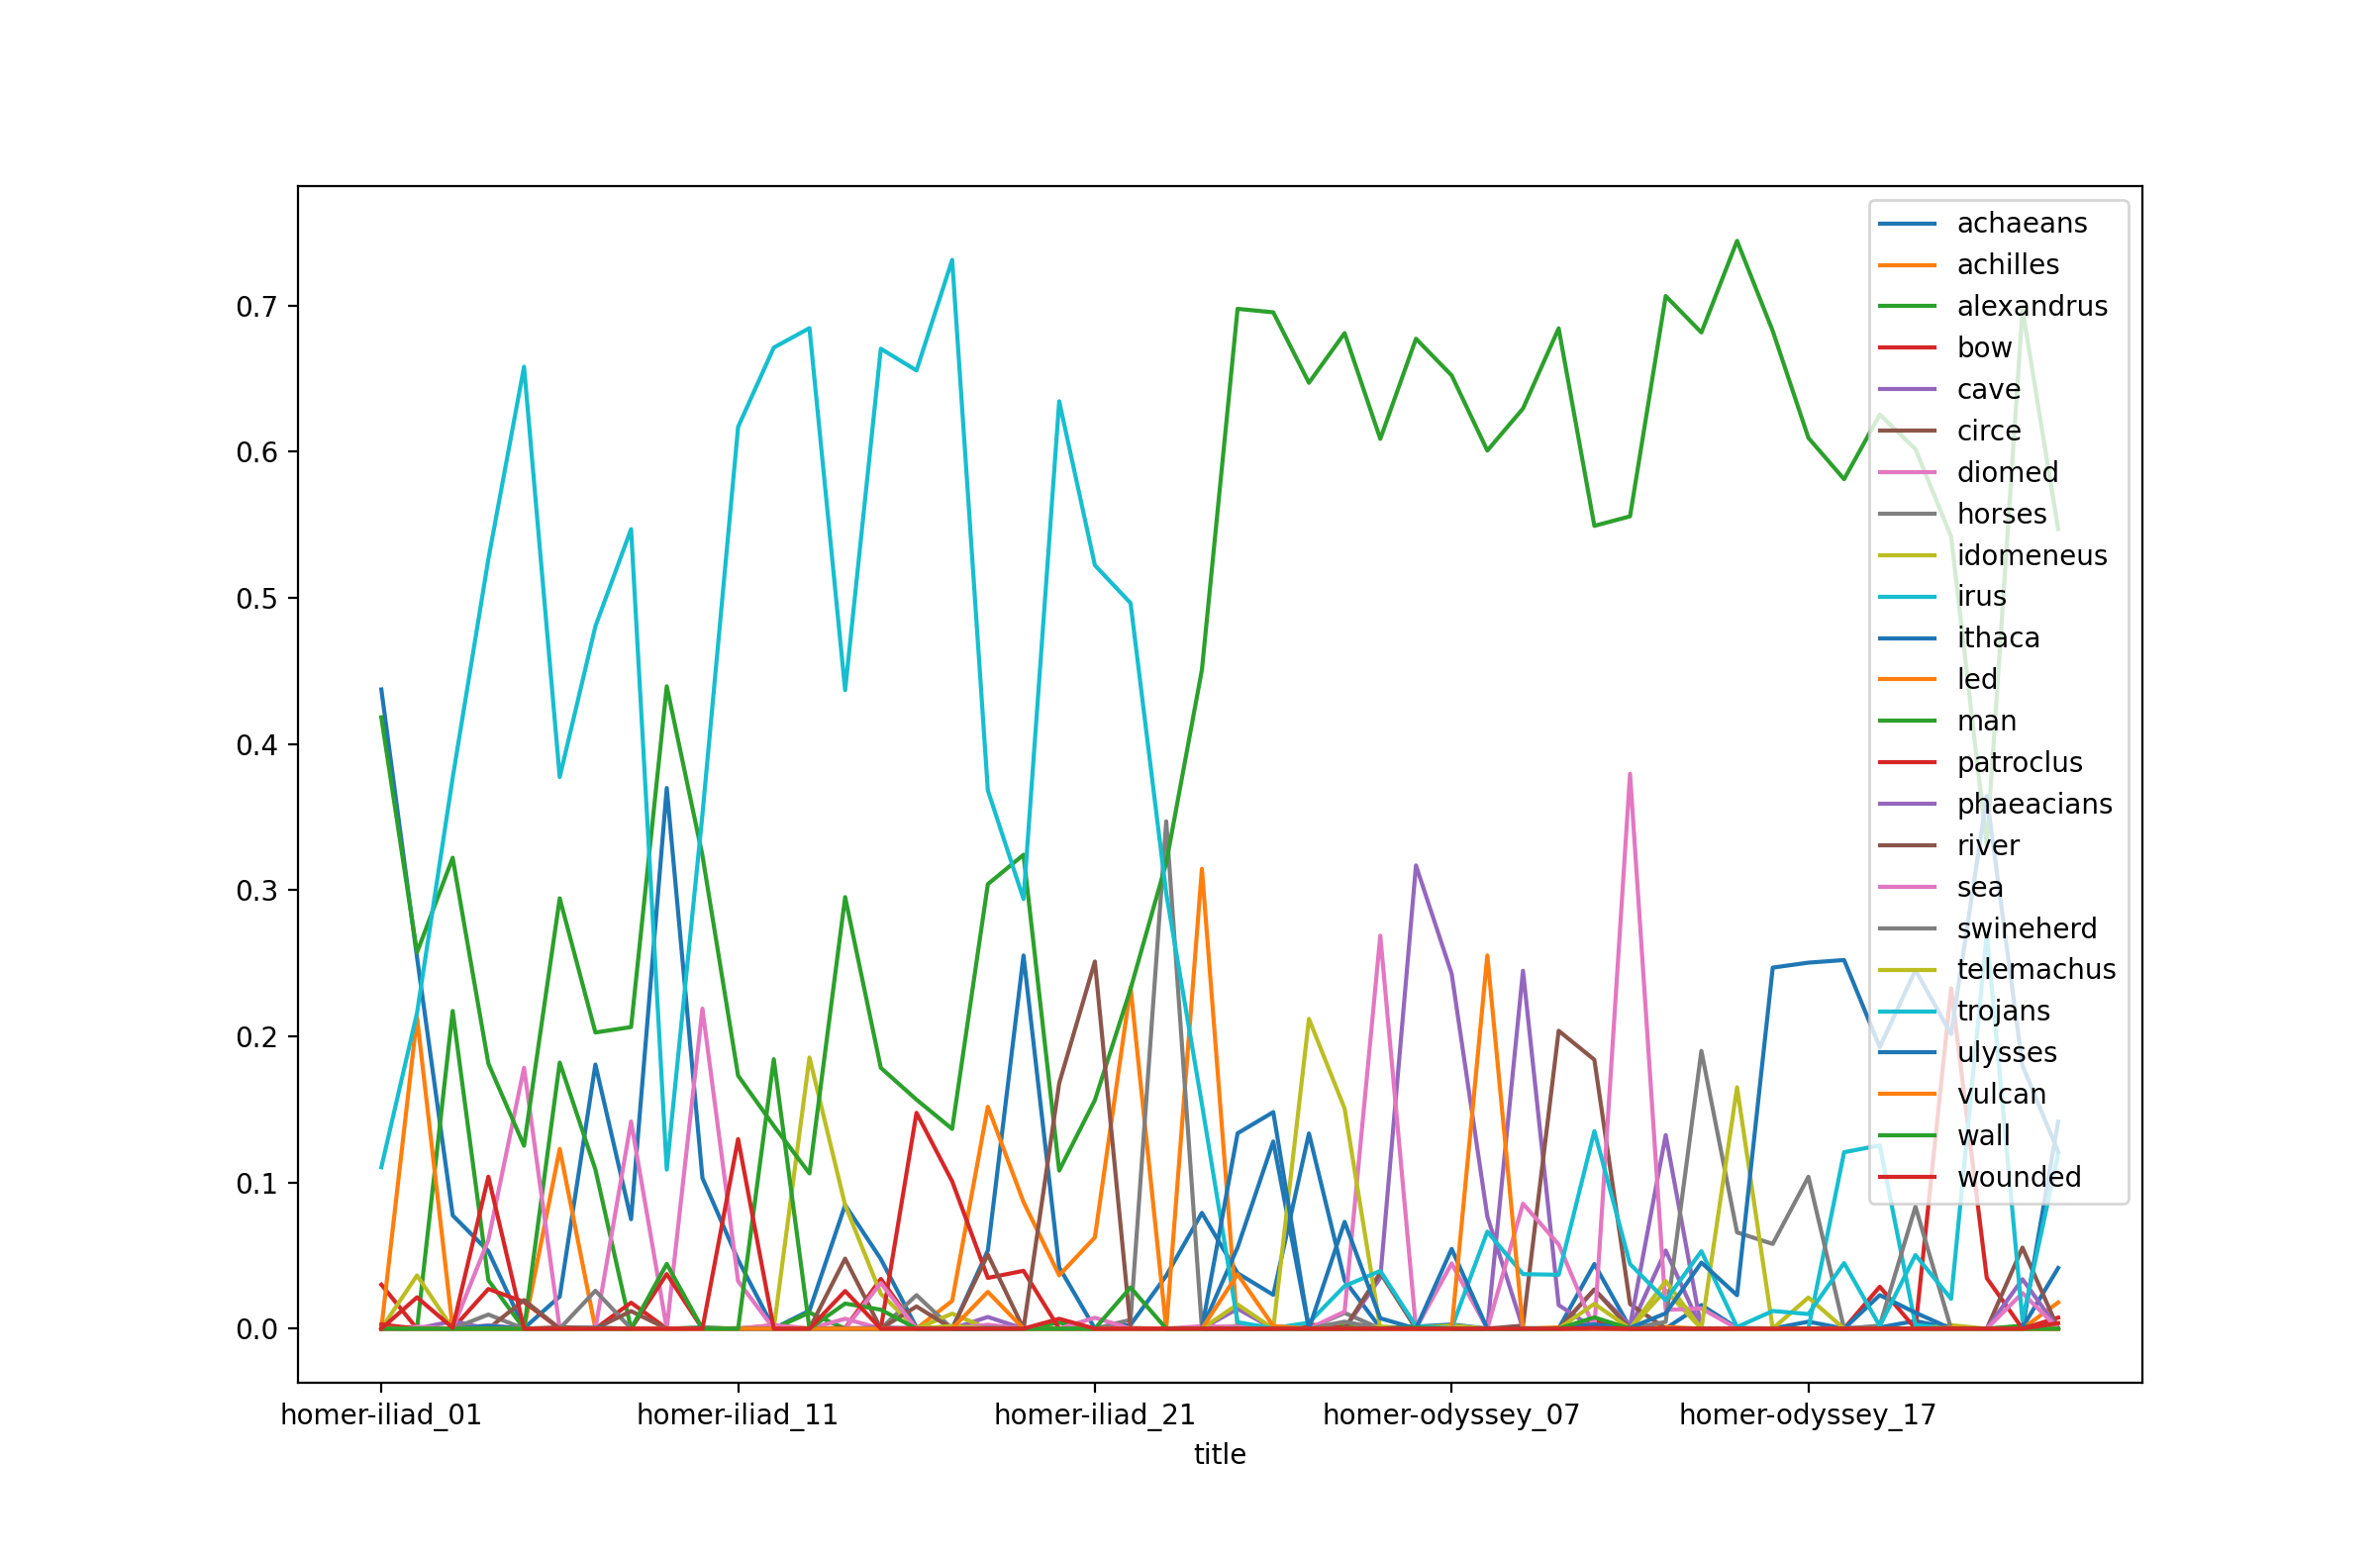 0.7
0.6
0.5
0.4
0.3
0.2
0.1
0.0
achaeans
achilles
alexandrus
bow
cave
circe
diomed
horses
idomeneus
irus
ithaca
led
man
patroclus
phaeacians
river
sea
swineherd
telemachus
trojans
ulysses
vulcan
wall
wounded
homer-iliad_01 homer-iliad_11 homer-iliad_21 homer-odyssey_07 homer-odyssey_17
title